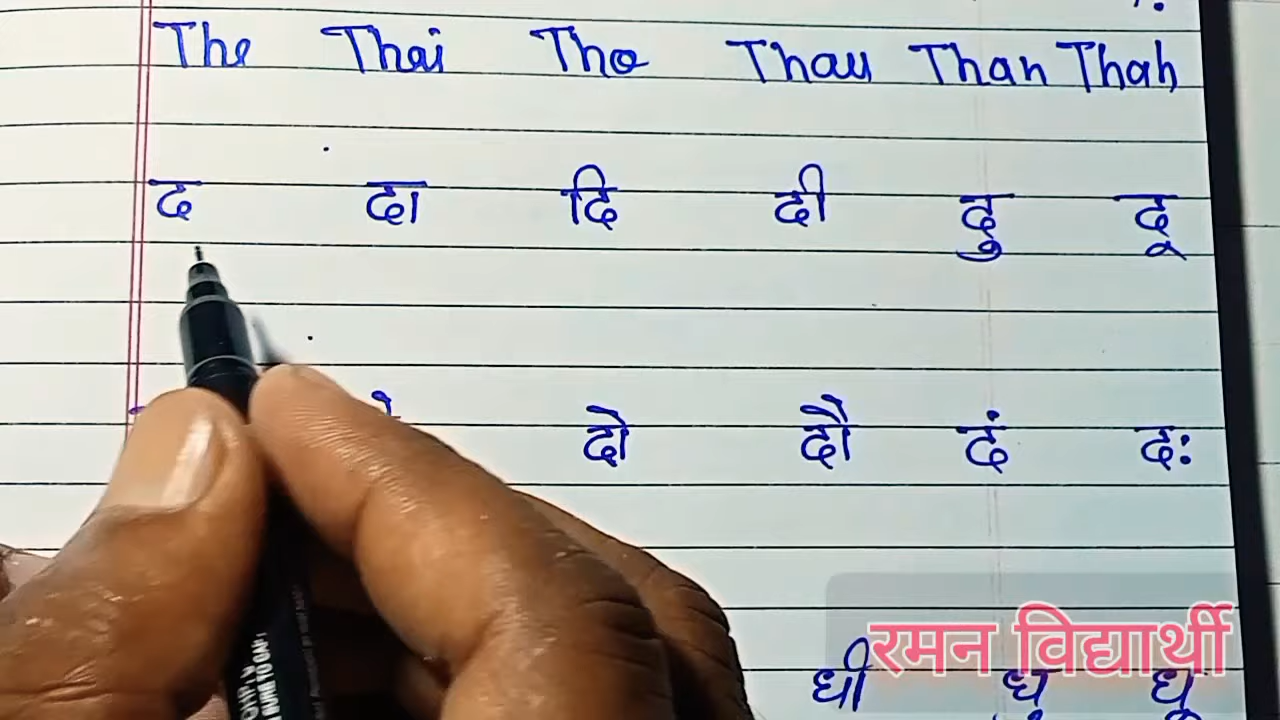 The Thai Tho Thau Than Thah
द दा दि दी दु दू
दो दौ दं दः
रमन विद्यार्थी
धी धु धू